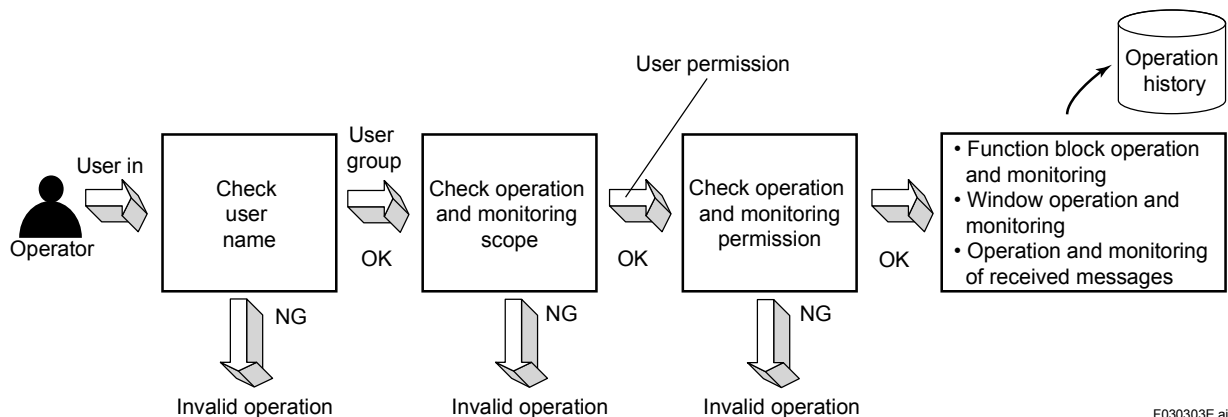 Operation
history
User permission
User in
Operator
Check
user
name
User
group
OK
Check operation
and monitoring
scope
OK
Check operation
and monitoring
permission
OK
• Function block operation
and monitoring
• Window operation and
monitoring
• Operation and monitoring
of received messages
NG
Invalid operation
NG
Invalid operation
NG
Invalid operation